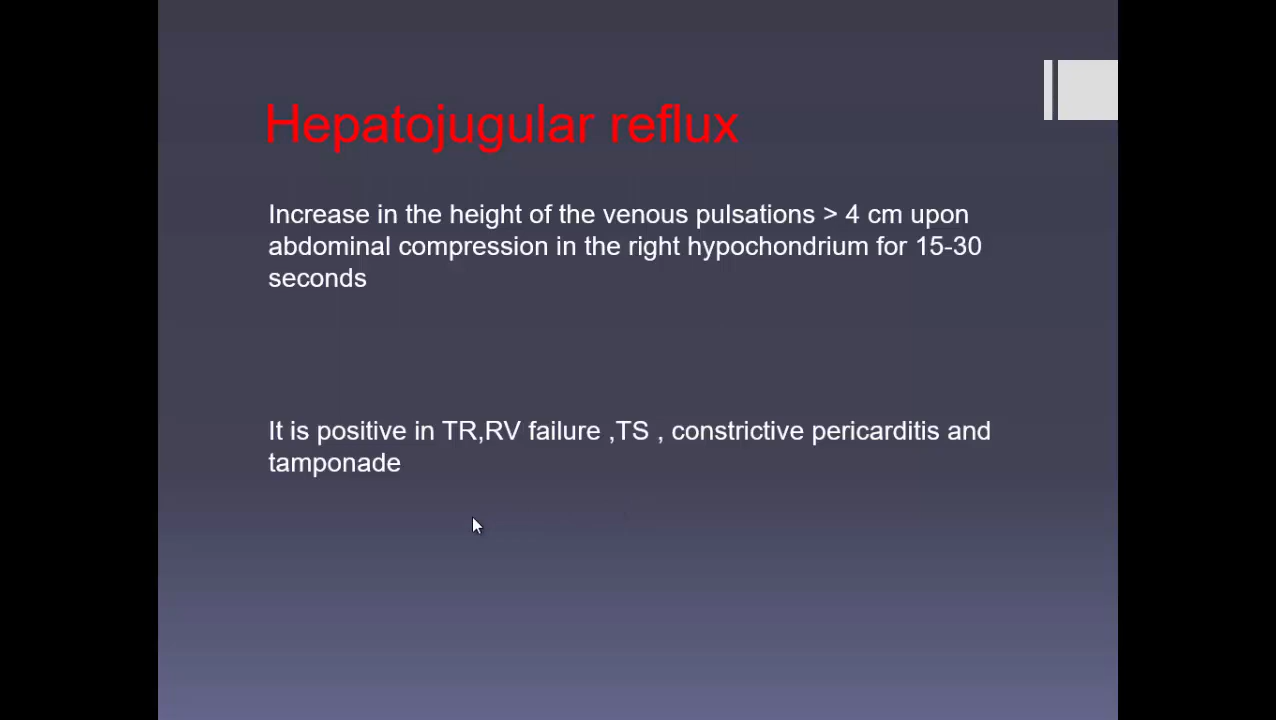 Hepatojugular reflux
Increase in the height of the venous pulsations > 4 cm upon
abdominal compression in the right hypochondrium for 15-30
seconds
It is positive in TR,RV failure ,TS , constrictive pericarditis and
tamponade